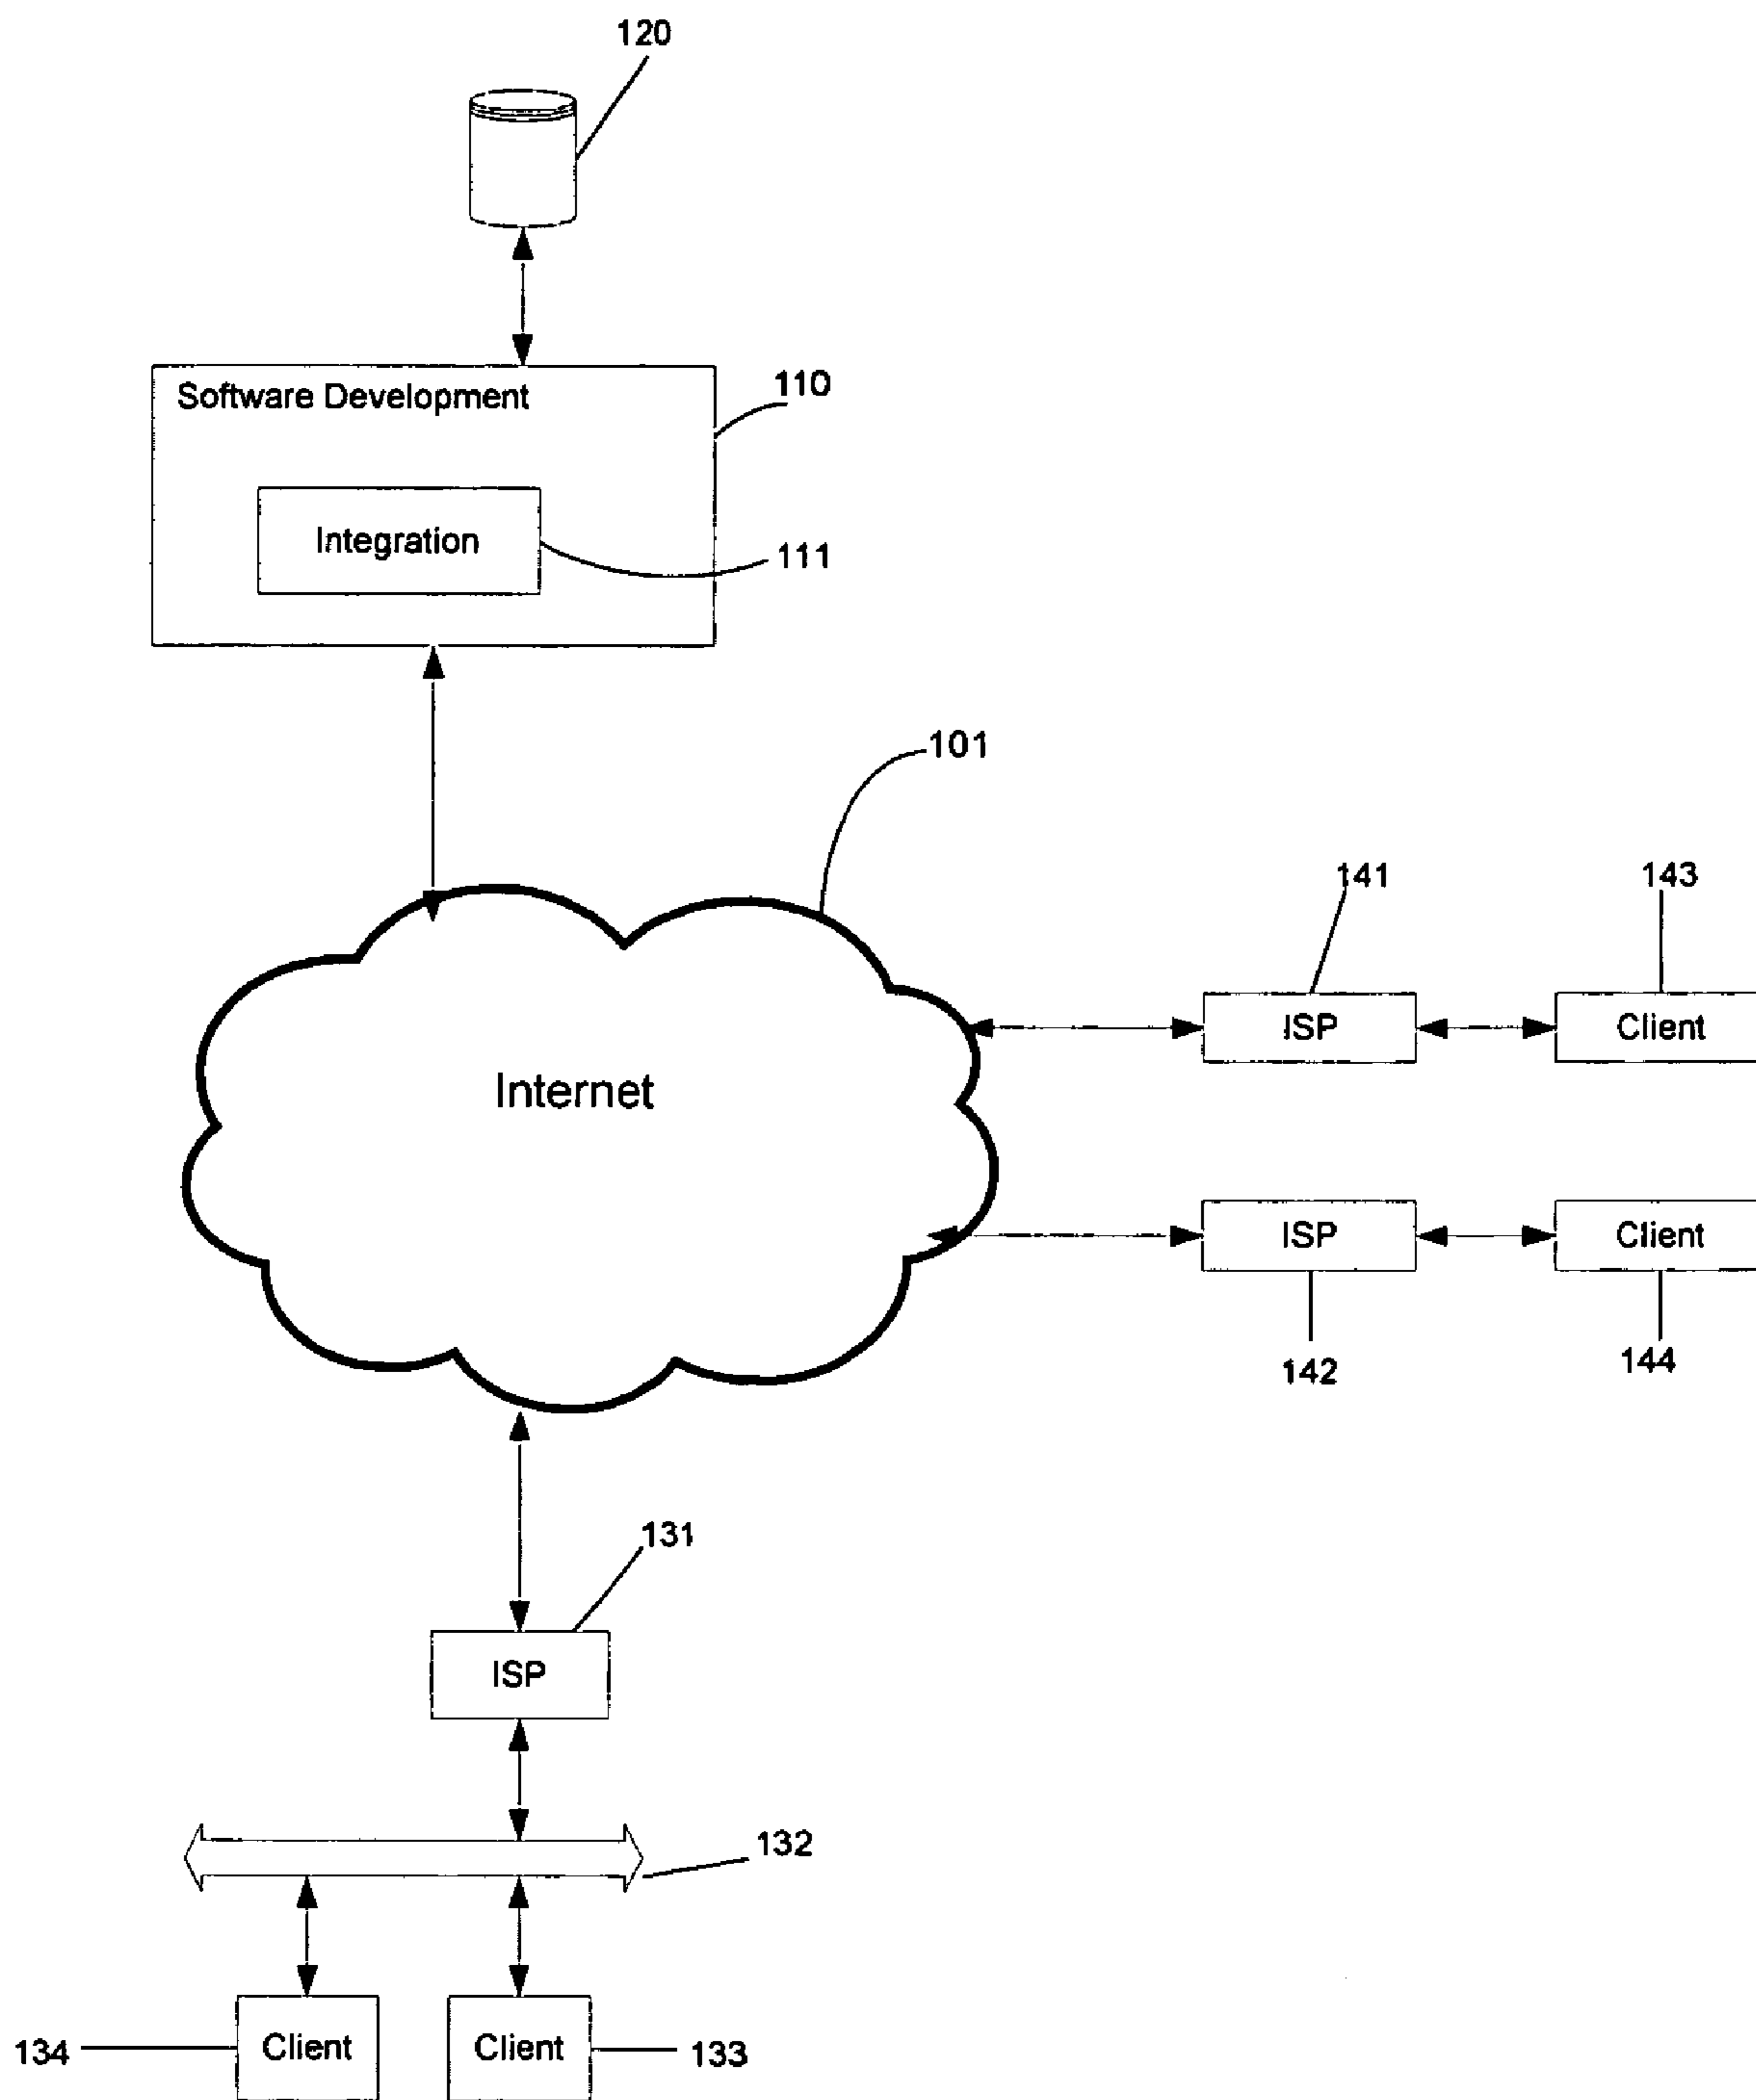 120
Software Development
110
Integration
111
101
141
143
ISP
Client
Internet
ISP
Client
142
144
131
ISP
132
Client
Client
134
133